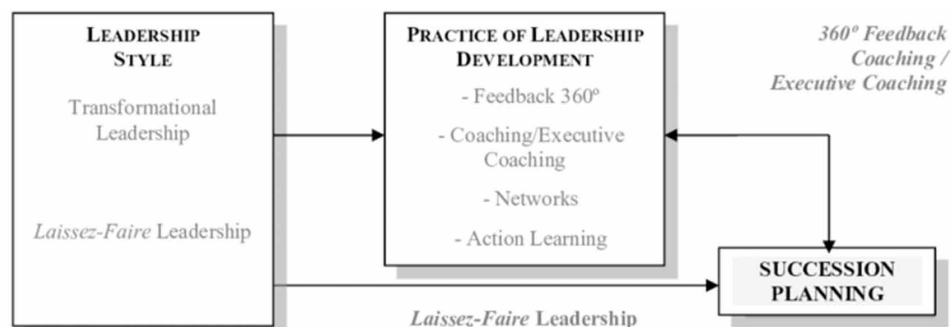 LEADERSHIP
STYLE
Transformational
Leadership
Laissez-Faire Leadership
PRACTICE OF LEADERSHIP
DEVELOPMENT
- Feedback 360º
- Coaching/Executive
Coaching
- Networks
- Action Learning
360º Feedback
Coaching /
Executive Coaching
SUCCESSION
PLANNING
Laissez-Faire Leadership